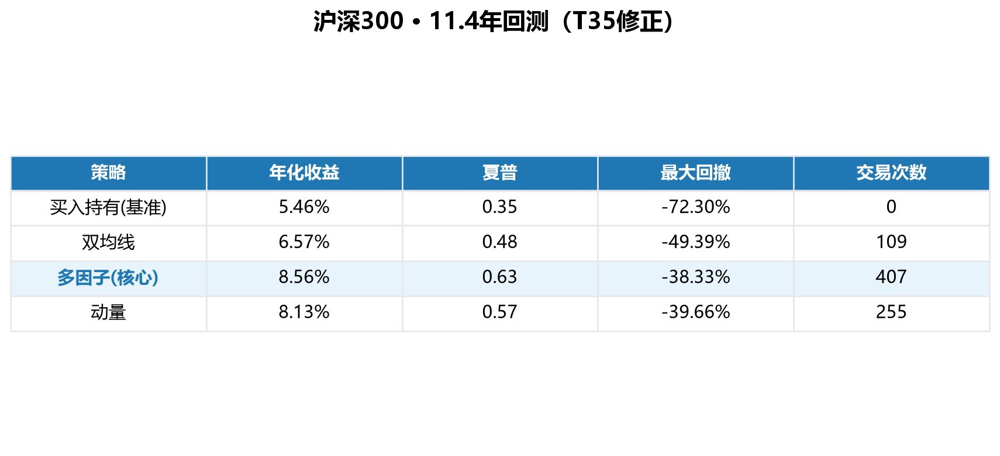 沪深300 • 11.4年回测（T35修正）
策略 年化收益 夏普 最大回撤 交易次数
买入持有(基准) 5.46% 0.35 -72.30% 0
双均线 6.57% 0.48 -49.39% 109
多因子(核心) 8.56% 0.63 -38.33% 407
动量 8.13% 0.57 -39.66% 255